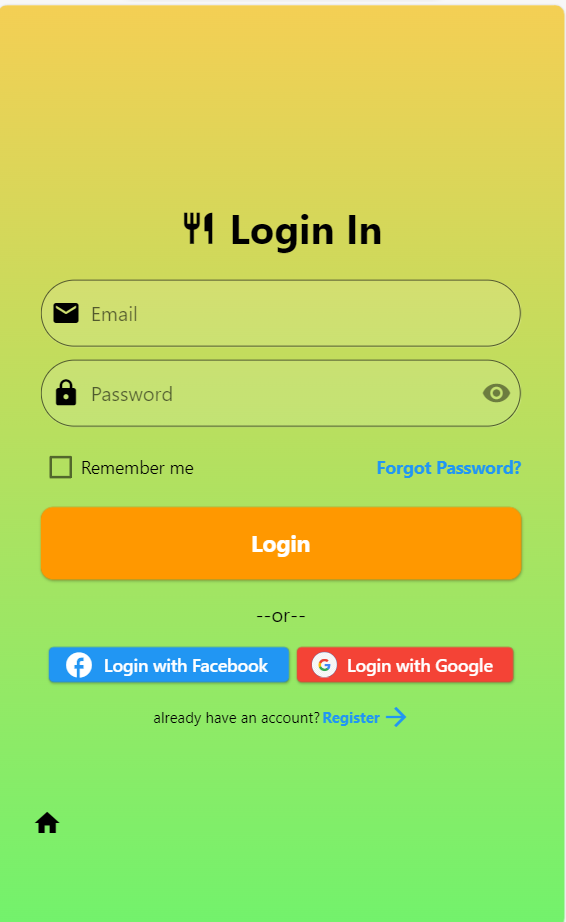 Login In
Email
Password
Remember me Forgot Password?
Login
--or--
Login with Facebook Login with Google
already have an account? Register